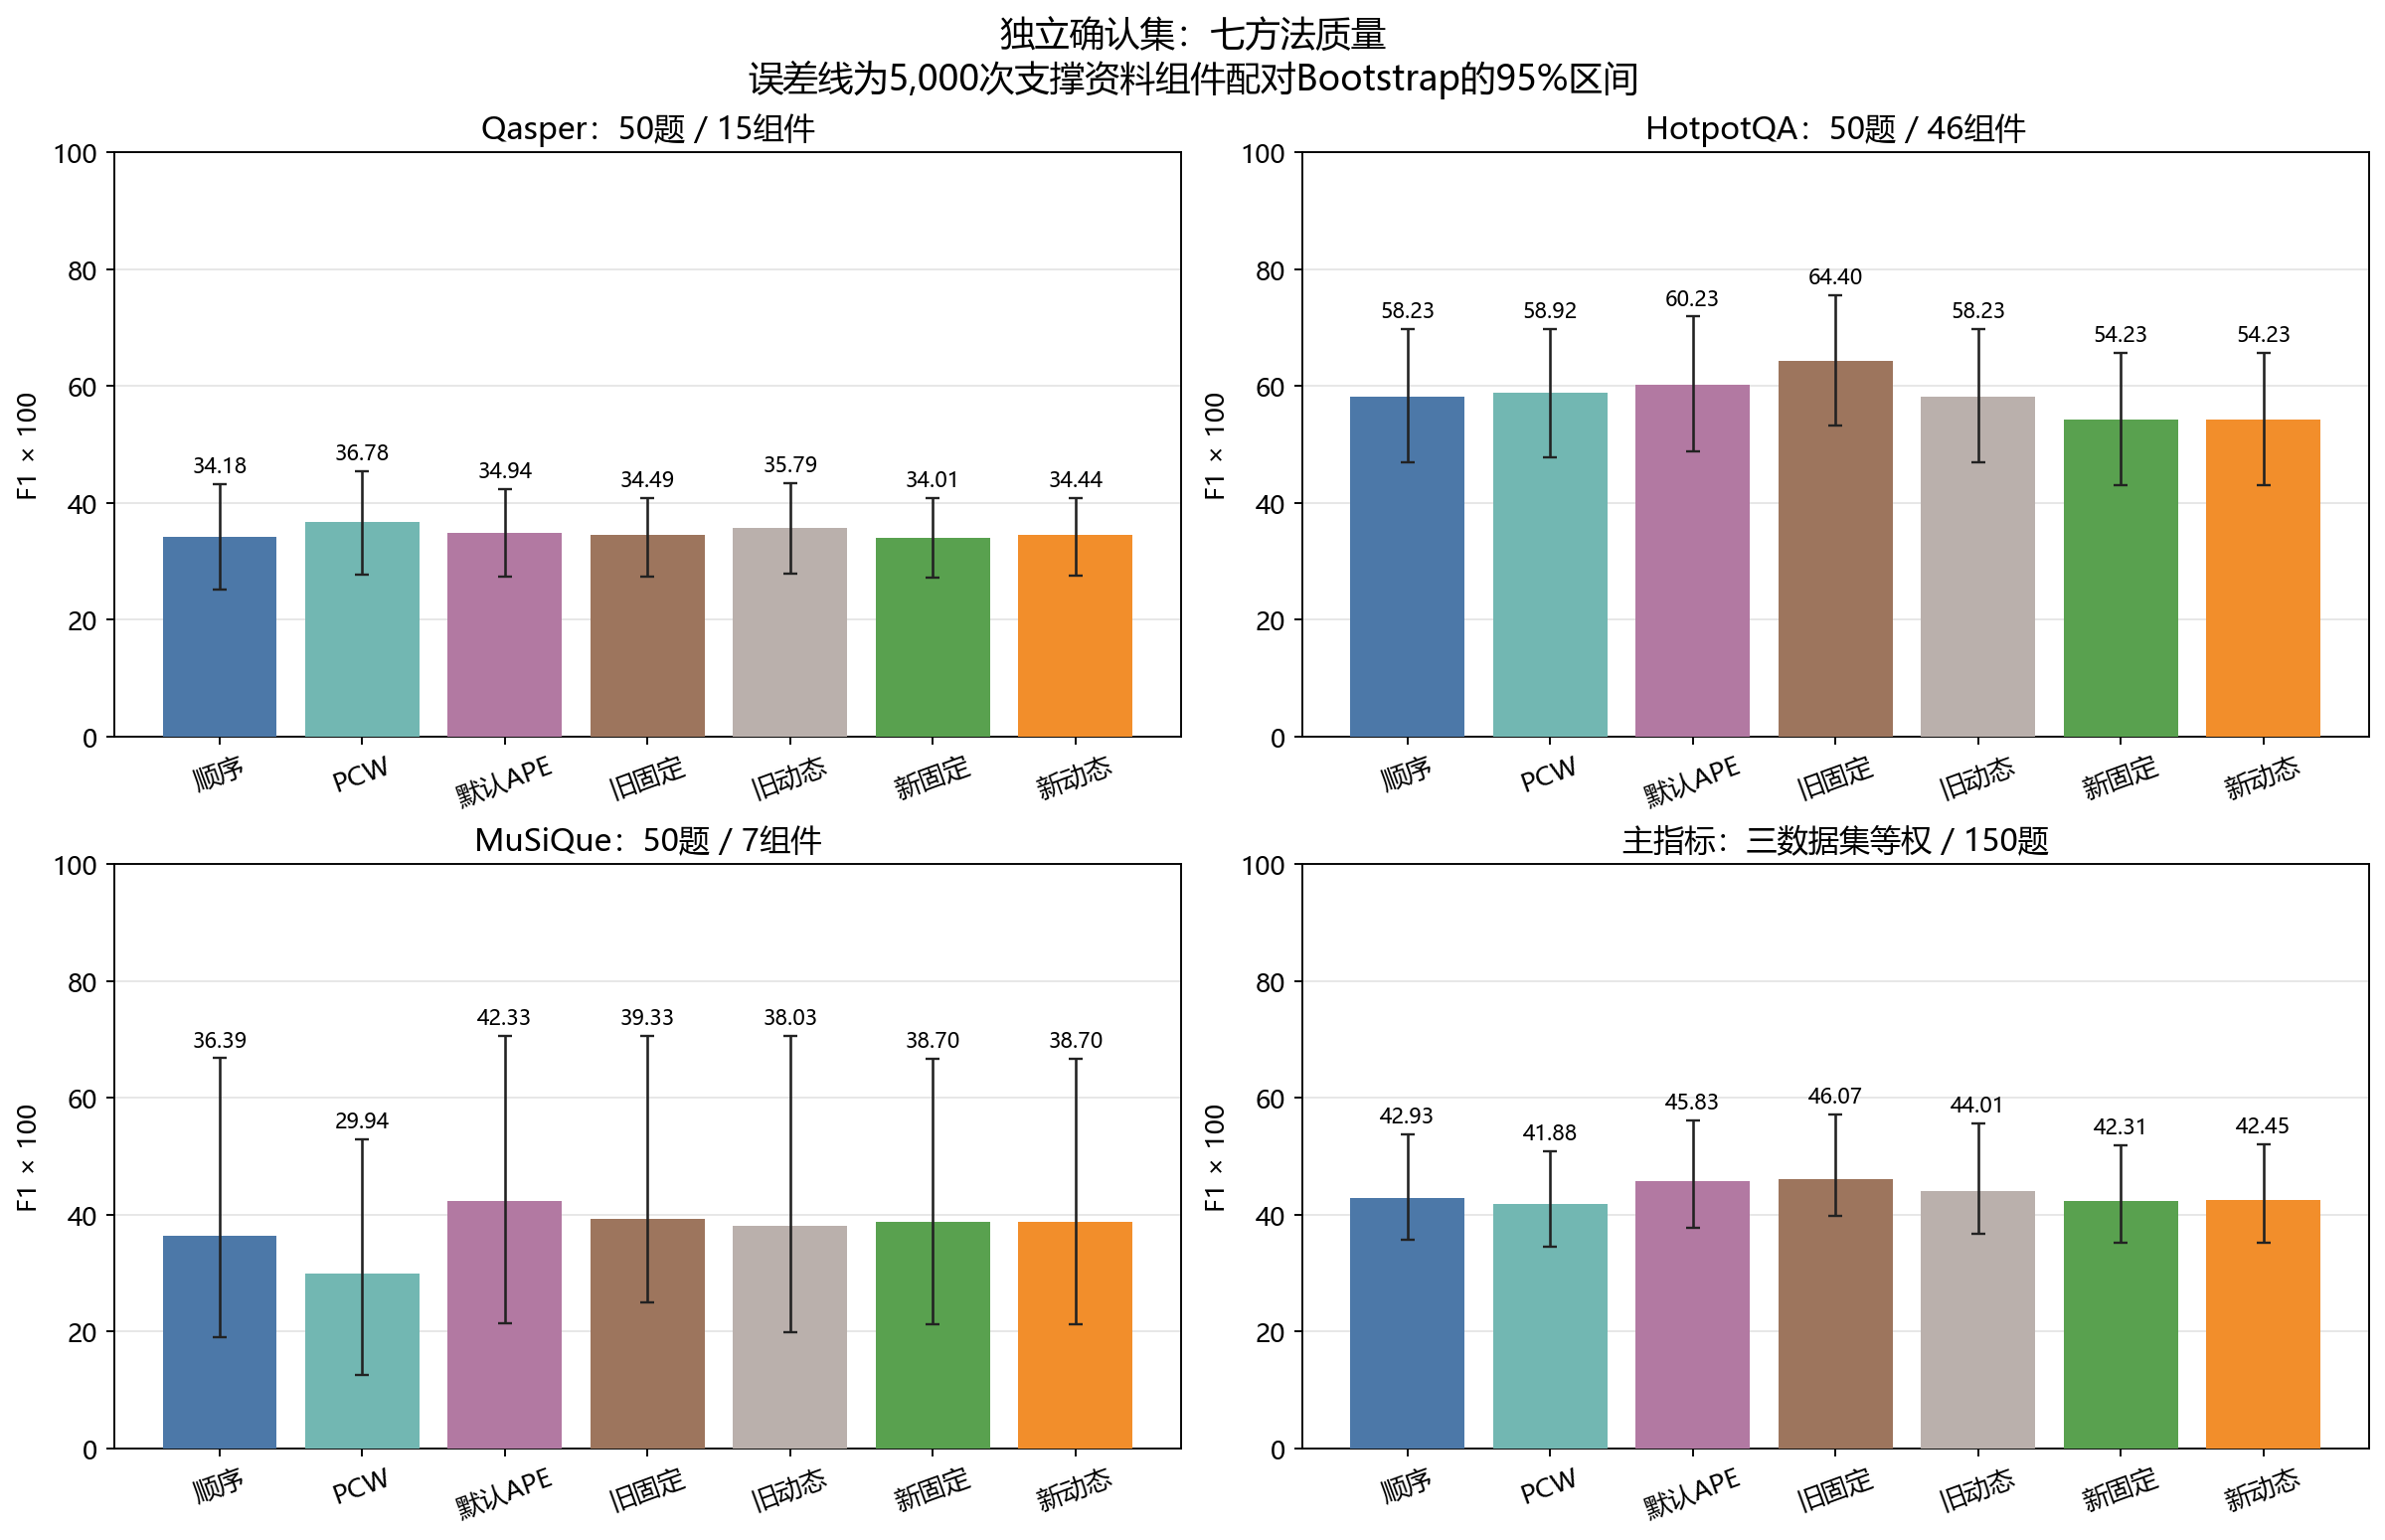 独立确认集：七方法质量
误差线为5,000次支撑资料组件配对Bootstrap的95%区间
Qasper：50题 / 15组件
F1 × 100
100
80
60
40
20
0
34.18
36.78
34.94
34.49
35.79
34.01
34.44
顺序
PCW
默认APE
旧固定
旧动态
新固定
新动态
HotpotQA：50题 / 46组件
F1 × 100
100
80
60
40
20
0
58.23
58.92
60.23
64.40
58.23
54.23
54.23
顺序
PCW
默认APE
旧固定
旧动态
新固定
新动态
MuSiQue：50题 / 7组件
F1 × 100
100
80
60
40
20
0
36.39
29.94
42.33
39.33
38.03
38.70
38.70
顺序
PCW
默认APE
旧固定
旧动态
新固定
新动态
主指标：三数据集等权 / 150题
F1 × 100
100
80
60
40
20
0
42.93
41.88
45.83
46.07
44.01
42.31
42.45
顺序
PCW
默认APE
旧固定
旧动态
新固定
新动态